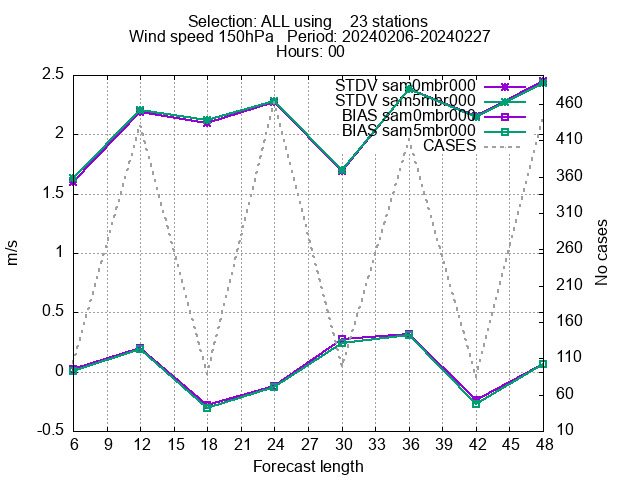 Selection: ALL using    23 stations
Wind speed 150hPa   Period: 20240206-20240227
Hours: 00
STDV sam0mbr000
STDV sam5mbr000
BIAS sam0mbr000
BIAS sam5mbr000
CASES
2.5
2
1.5
1
0.5
0
-0.5
m/s
460
410
360
310
260
210
160
110
60
10
No cases
6 9 12 15 18 21 24 27 30 33 36 39 42 45 48
Forecast length